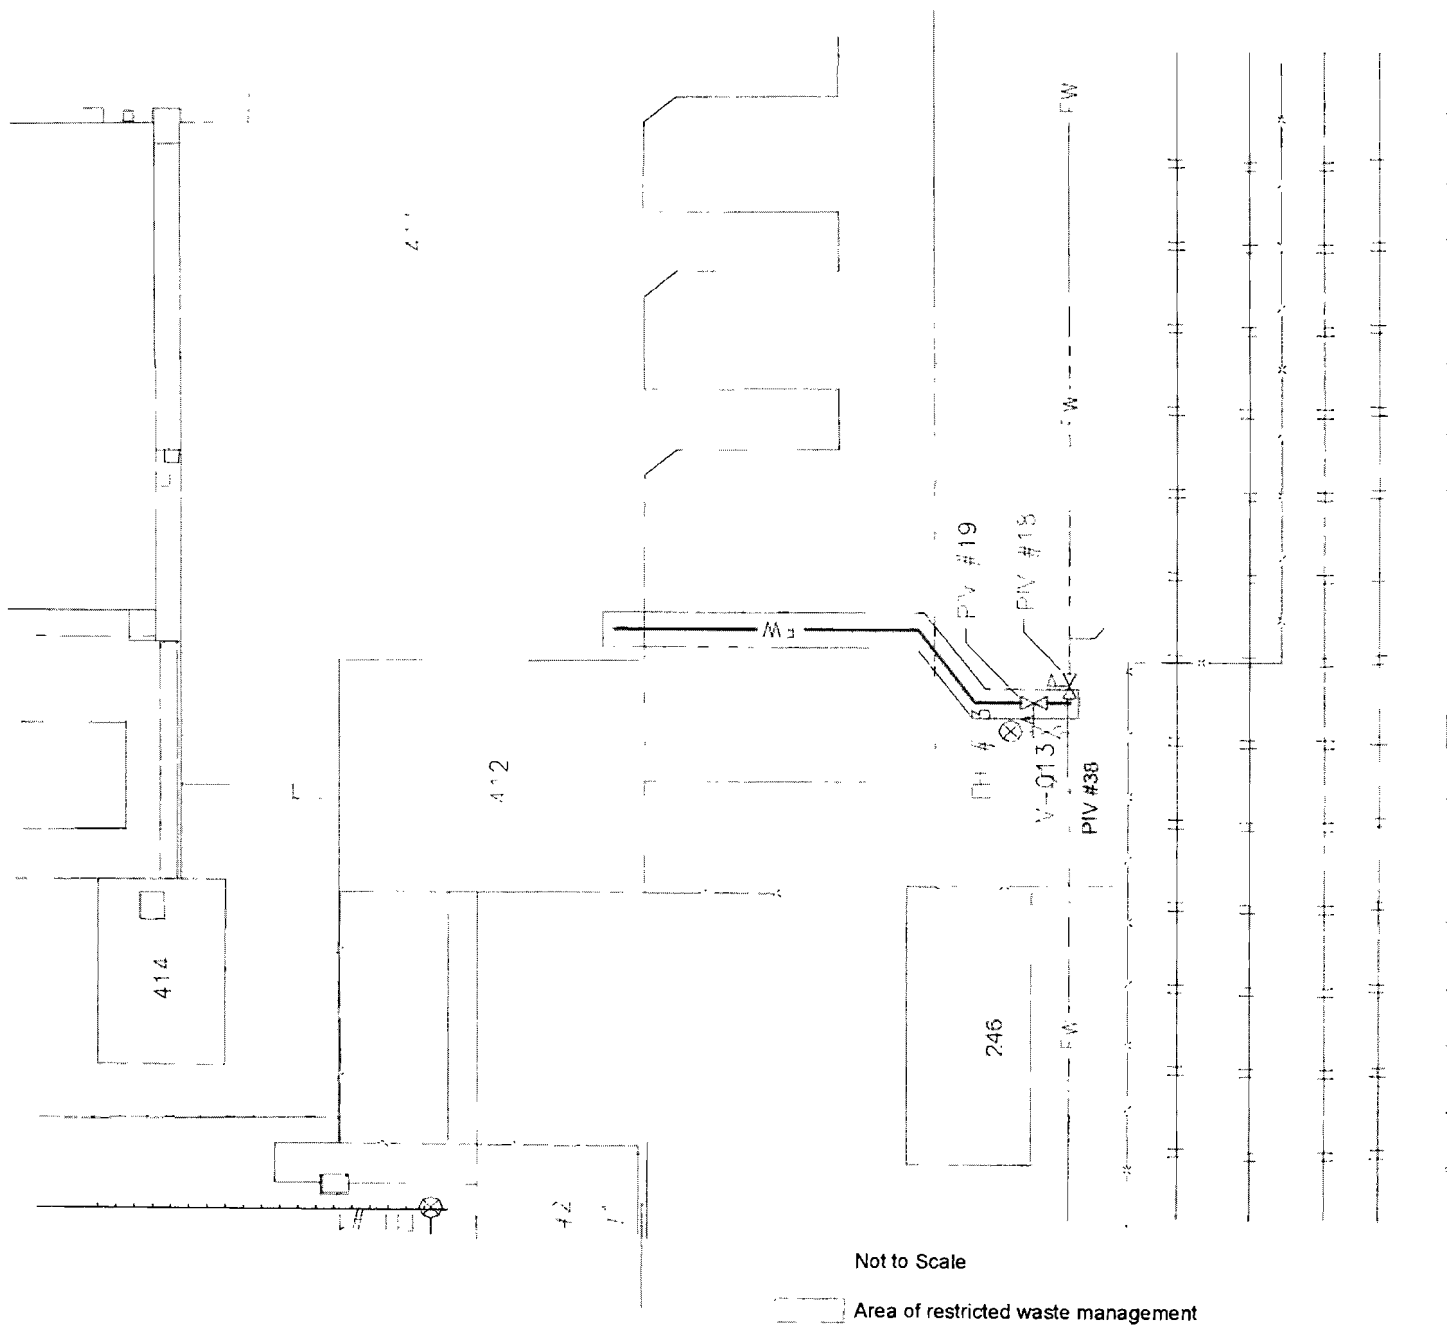 FW
PIV #19
PIV #18
FW
412
V-013
PIV #38
414
246
FW
42
Not to Scale
Area of restricted waste management